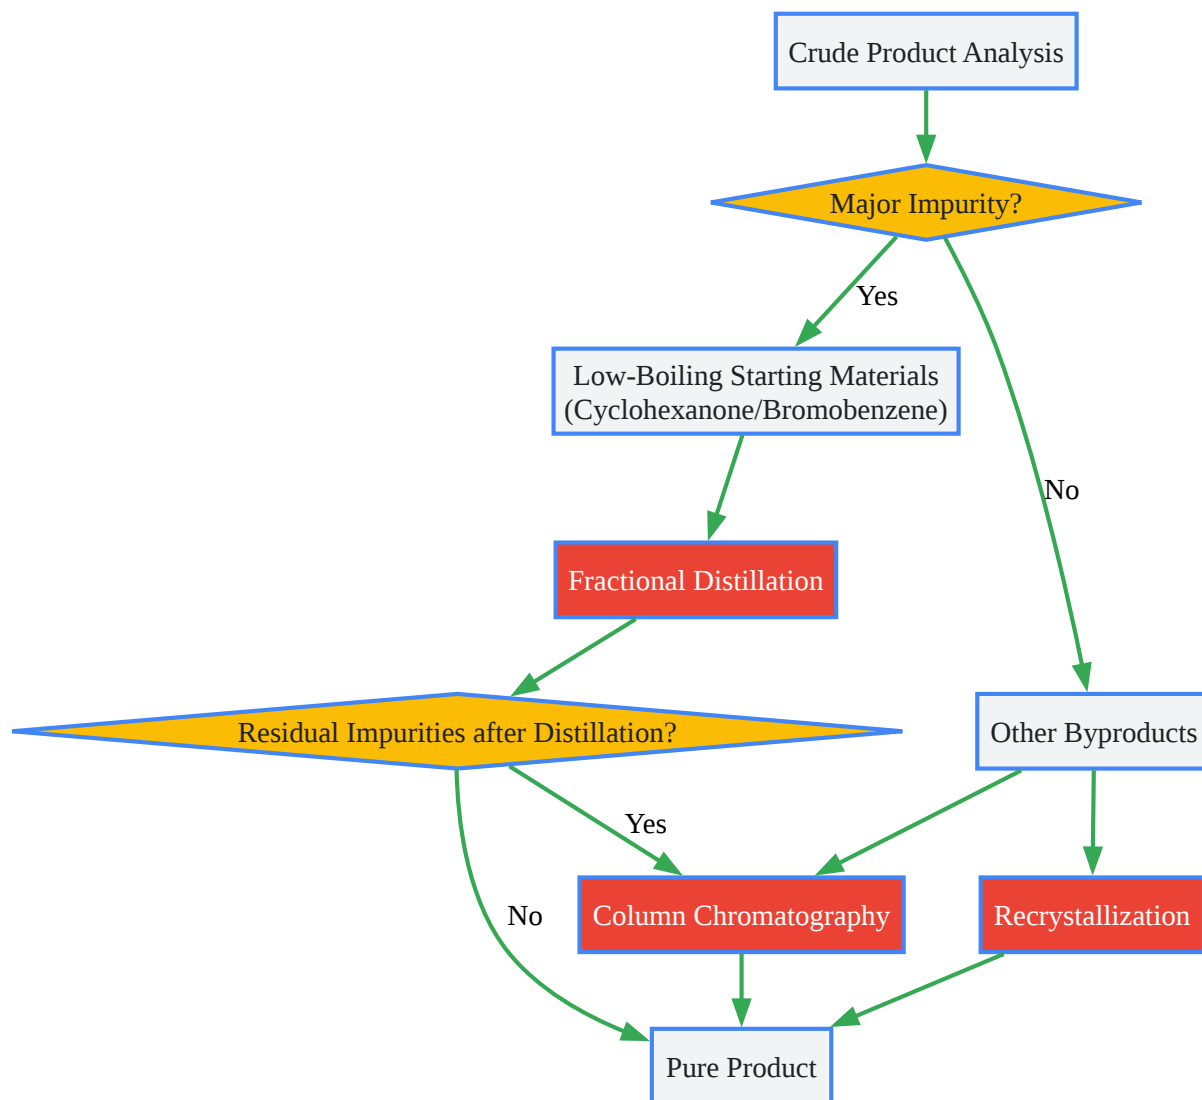 Crude Product Analysis
Major Impurity?
Yes
Low-Boiling Starting Materials
(Cyclohexanone/Bromobenzene)
No
Fractional Distillation
Residual Impurities after Distillation?
Other Byproducts
Yes
No
Column Chromatography
Recrystallization
Pure Product